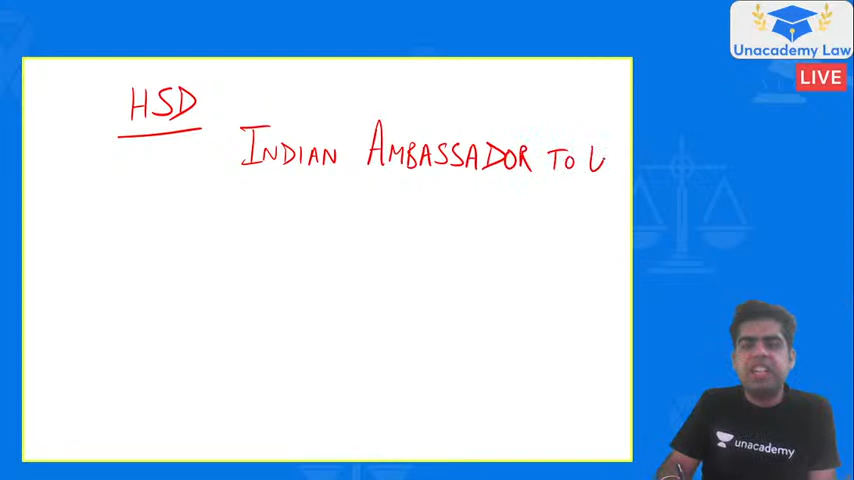 Unacademy Law
LIVE
HSD
INDIAN AMBASSADOR TO U
unacademy